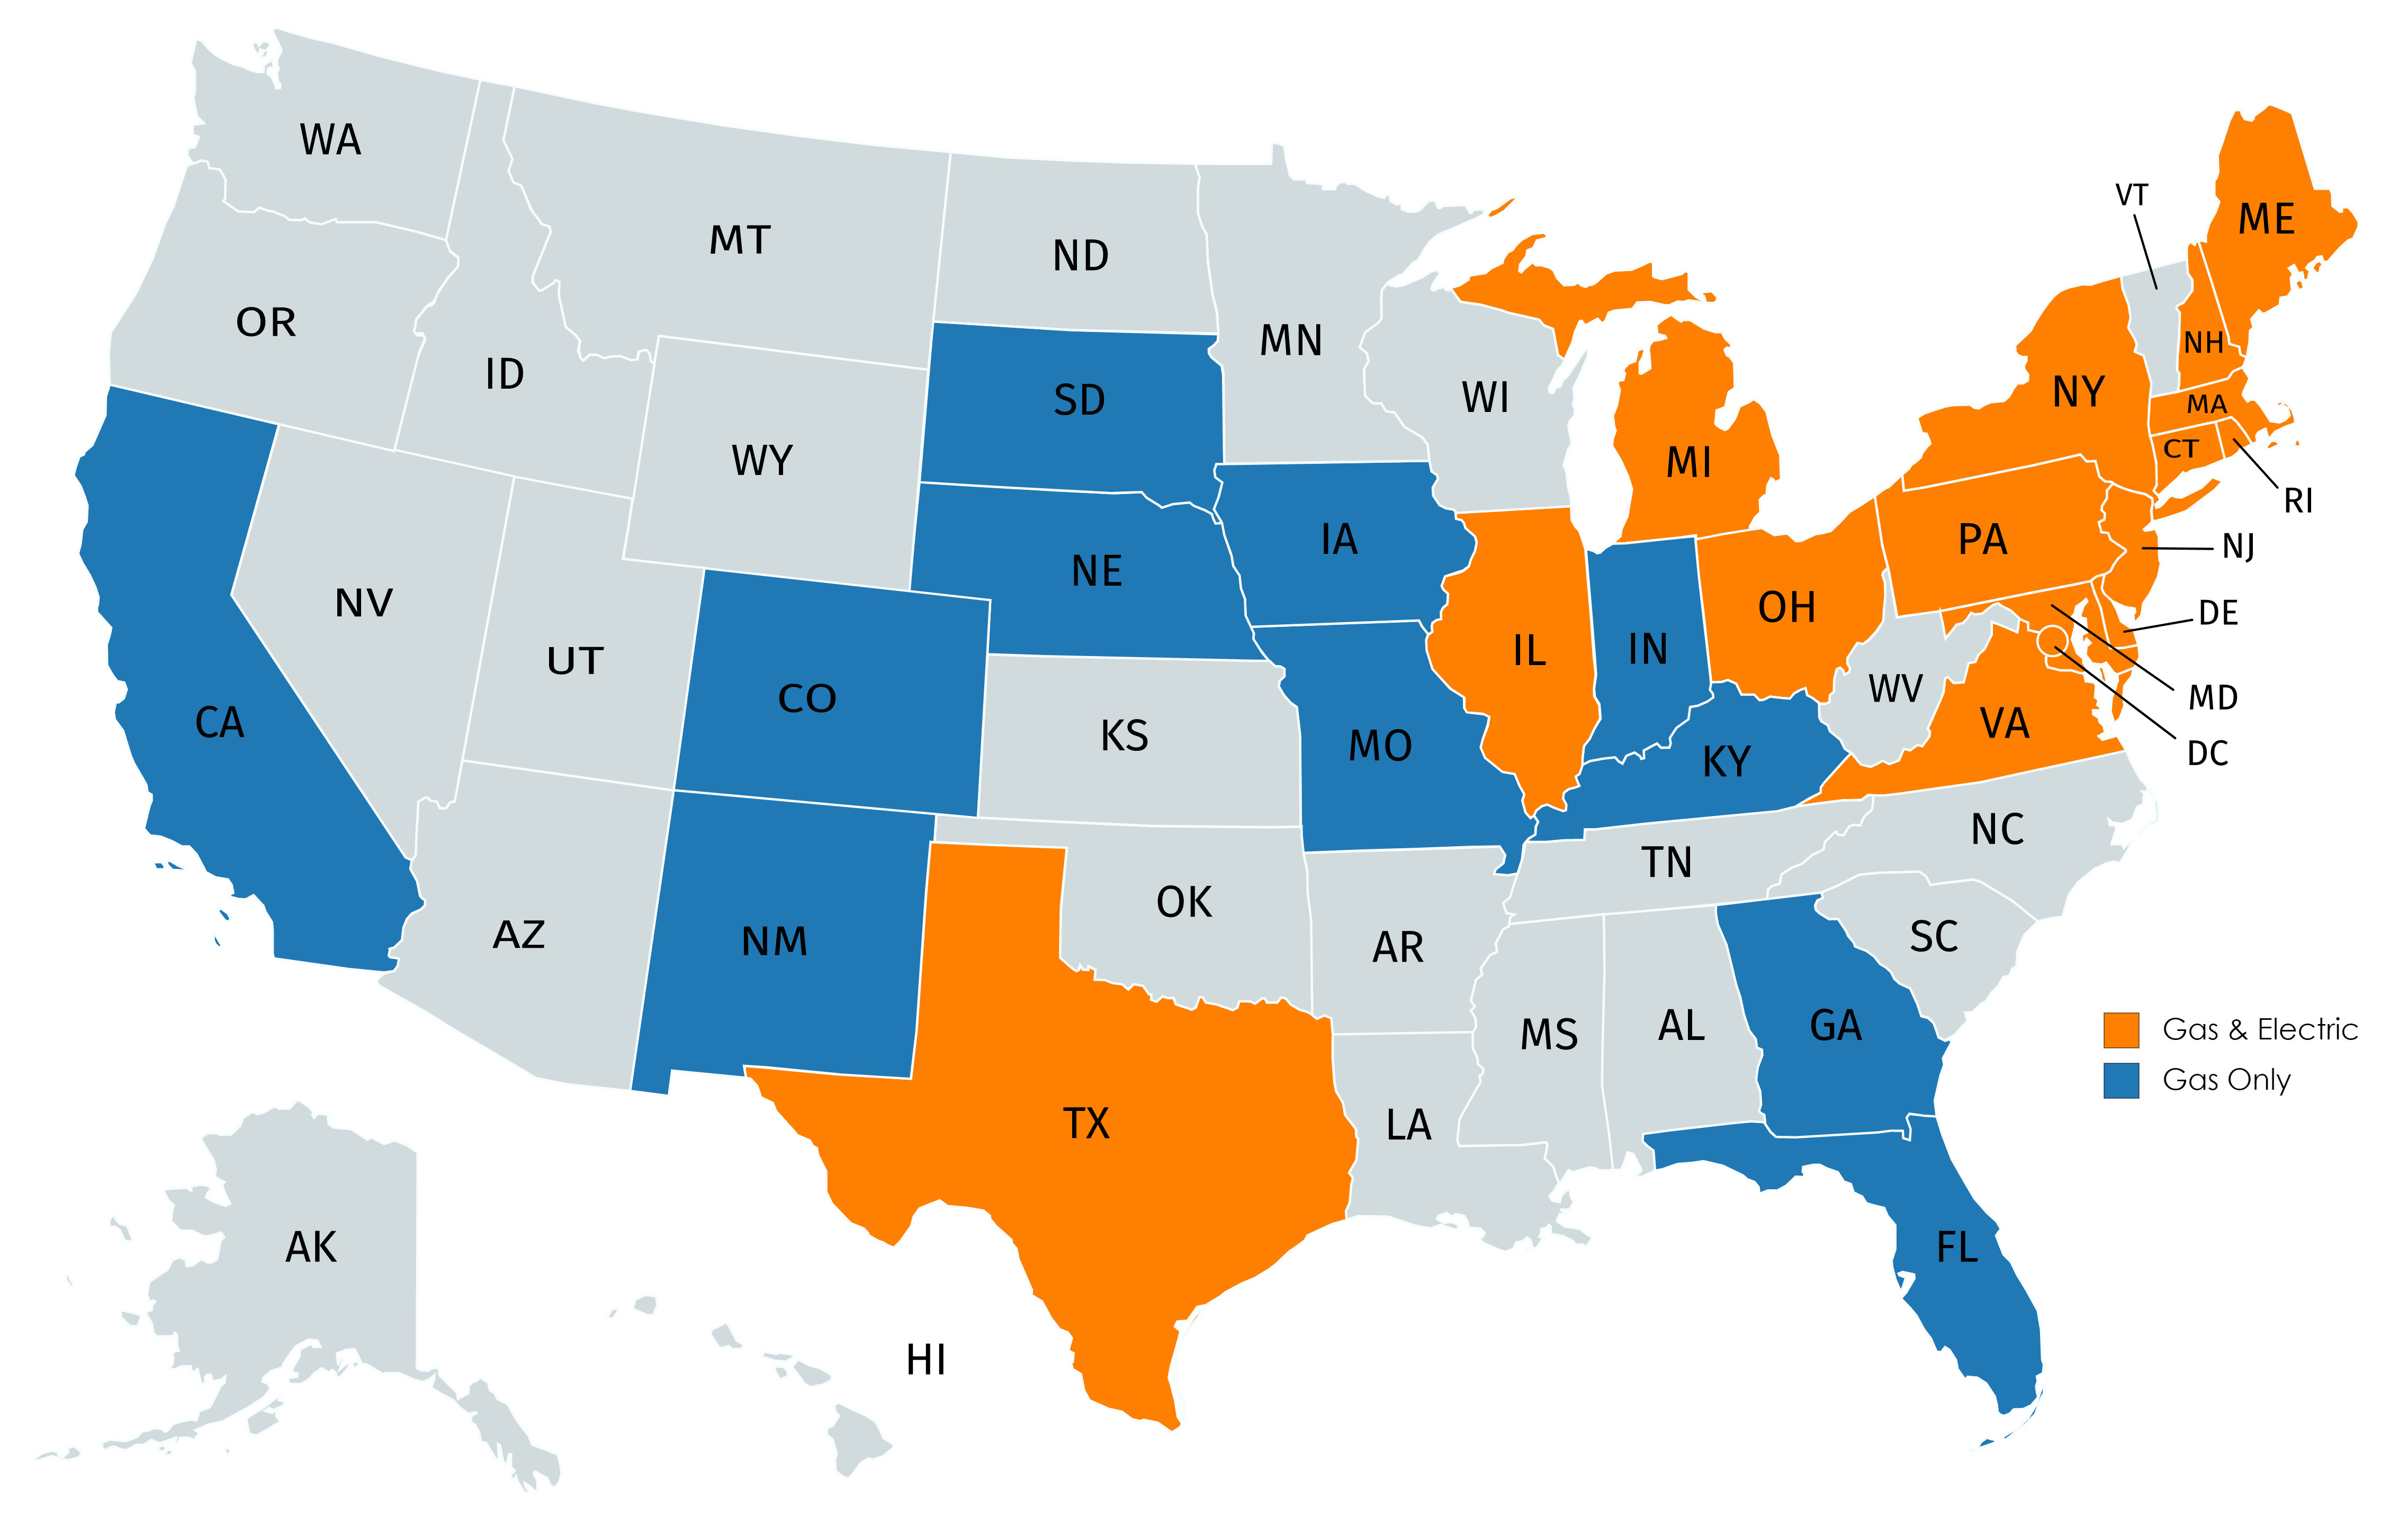 WA
MT
ND
VT
ME
OR
ID
MN
WI
NH
NY
MA
CT
RI
SD
WY
MI
IA
PA
NJ
NE
NV
OH
DE
UT
IL
IN
CO
CA
KS
MO
KY
WV
VA
MD
DC
NC
TN
OK
AR
SC
AZ
NM
MS
AL
GA
Gas & Electric
Gas Only
TX
LA
FL
AK
HI